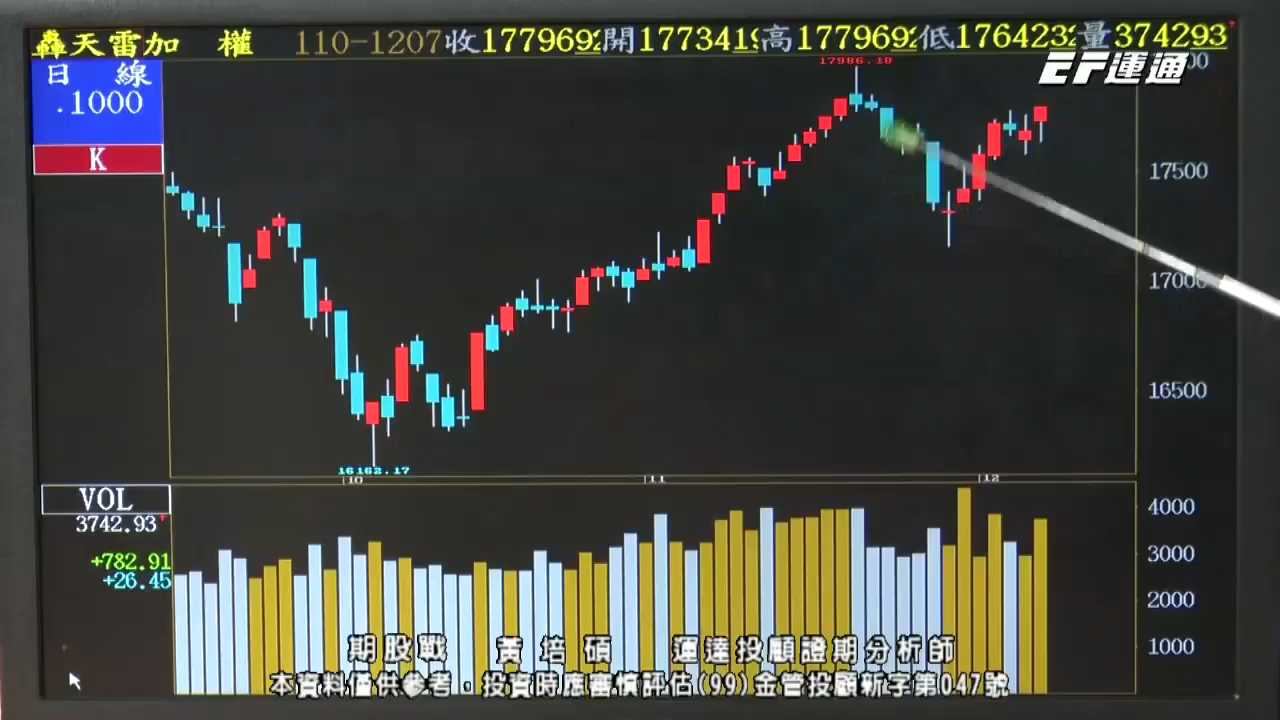 轟天雷加 權 110-1207收1779692開1773419高1779692低1764232量374293
EF運通
日 線
.1000
K
17986.18
17500
17000
16500
16162.17
10 11 12
VOL
3742.93
+782.91
+26.45
4000
3000
2000
1000
期股戰 黃培碩 運達投顧證期分析師
本資料僅供參考，投資時應審慎評估(99)金管投顧新字第047號